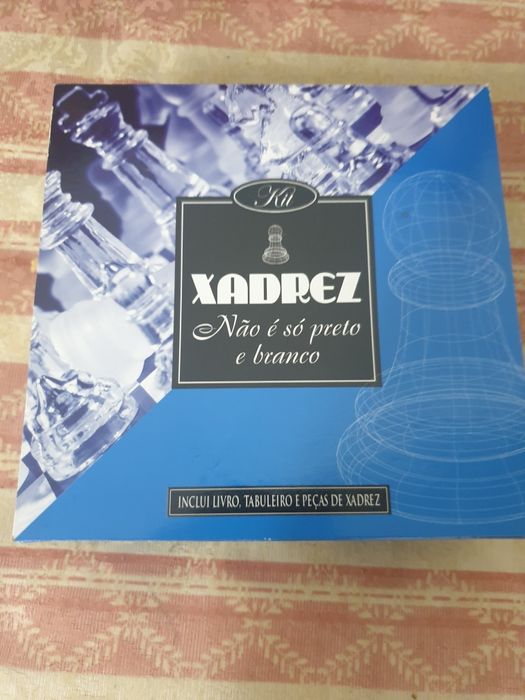 Kit
XADREZ
Não é só preto
e branco
INCLUI LIVRO, TABULEIRO E PEÇAS DE XADREZ